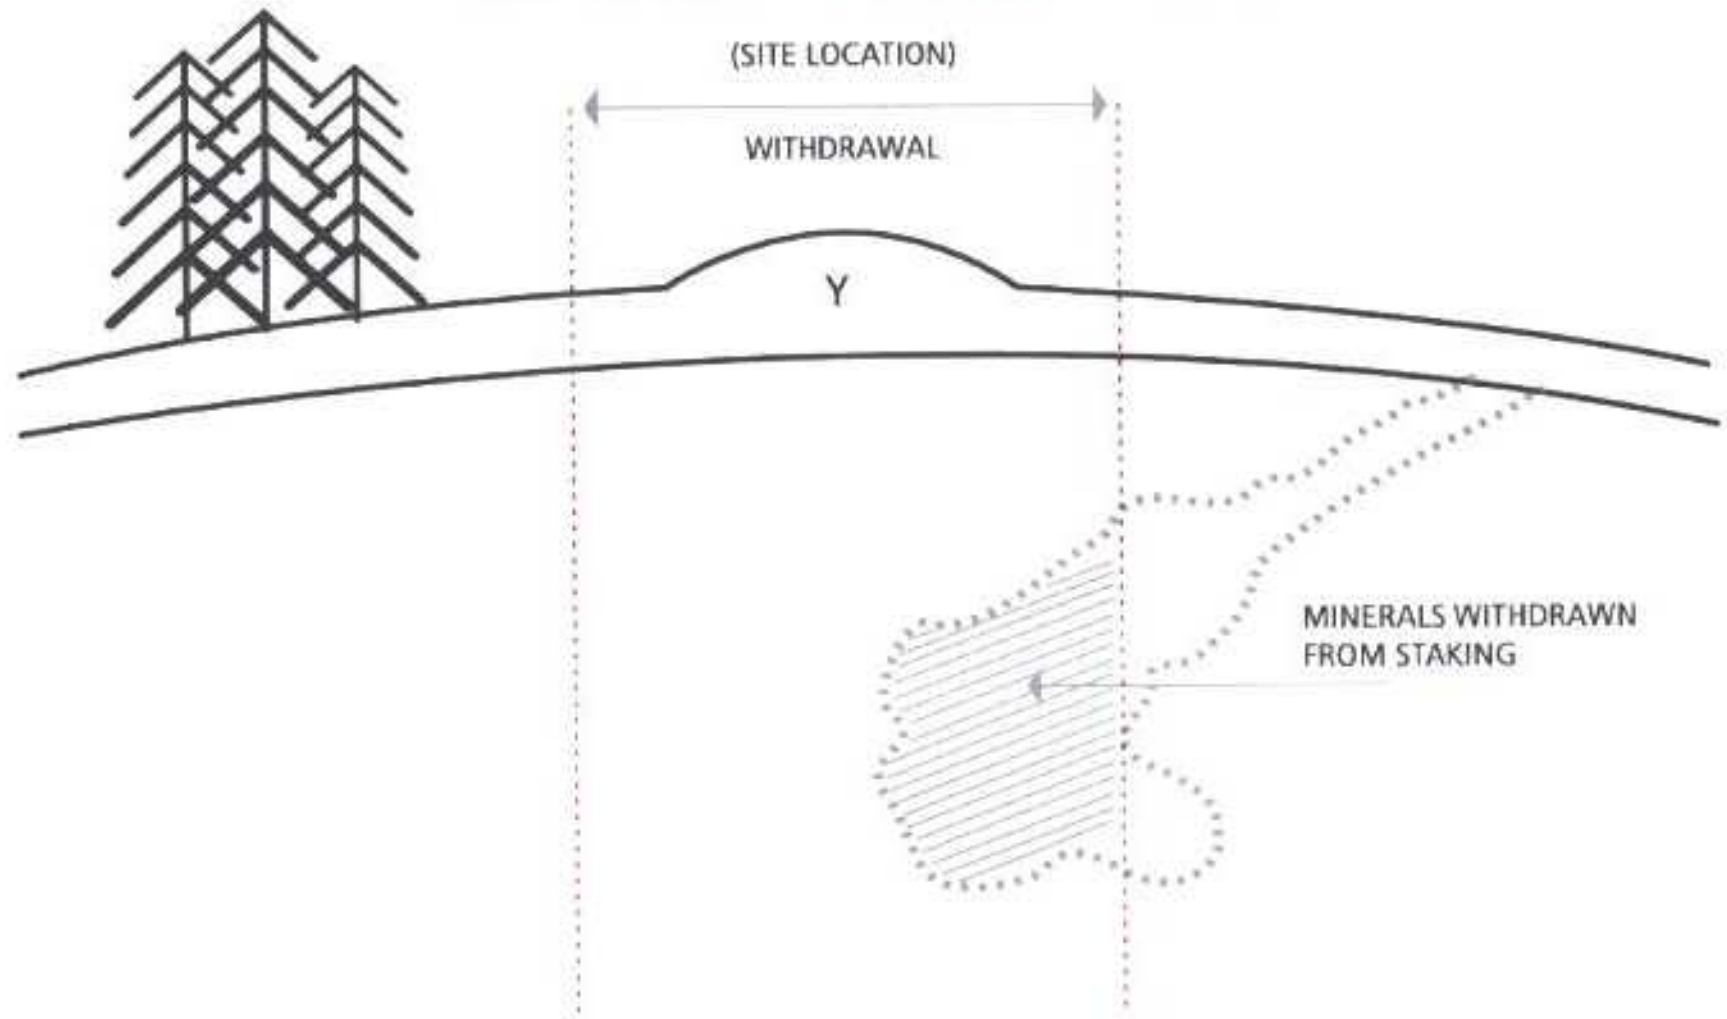 (SITE LOCATION)
WITHDRAWAL
Y
MINERALS WITHDRAWN
FROM STAKING